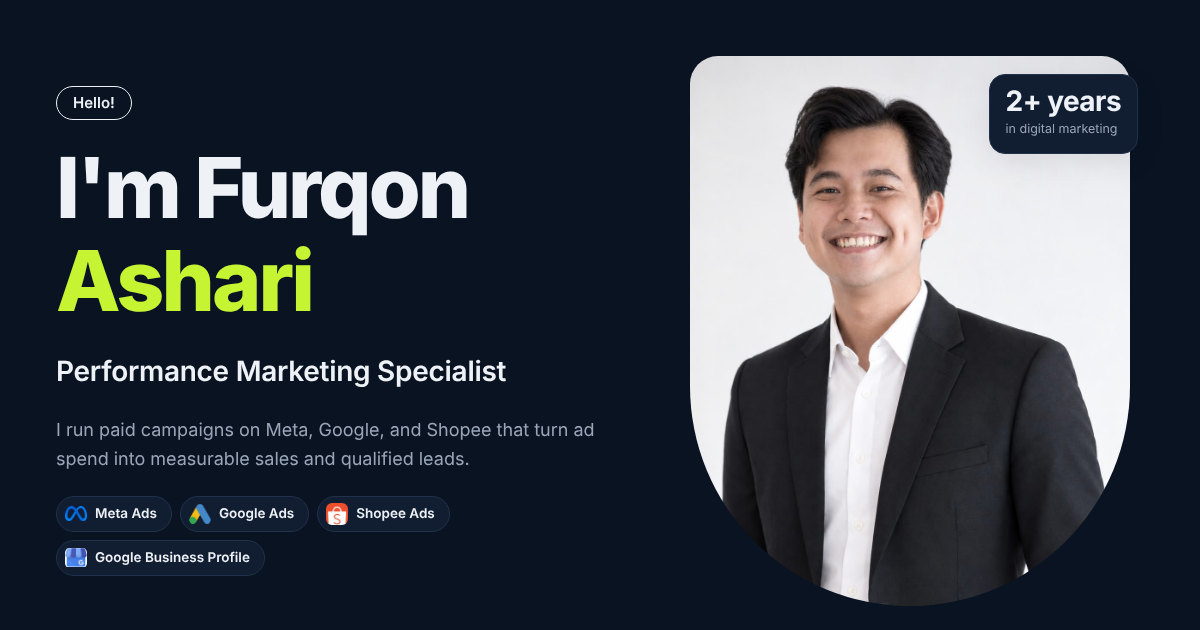 Hello!
I'm Furqon
Ashari
Performance Marketing Specialist
I run paid campaigns on Meta, Google, and Shopee that turn ad
spend into measurable sales and qualified leads.
Meta Ads
Google Ads
Shopee Ads
Google Business Profile
2+ years
in digital marketing